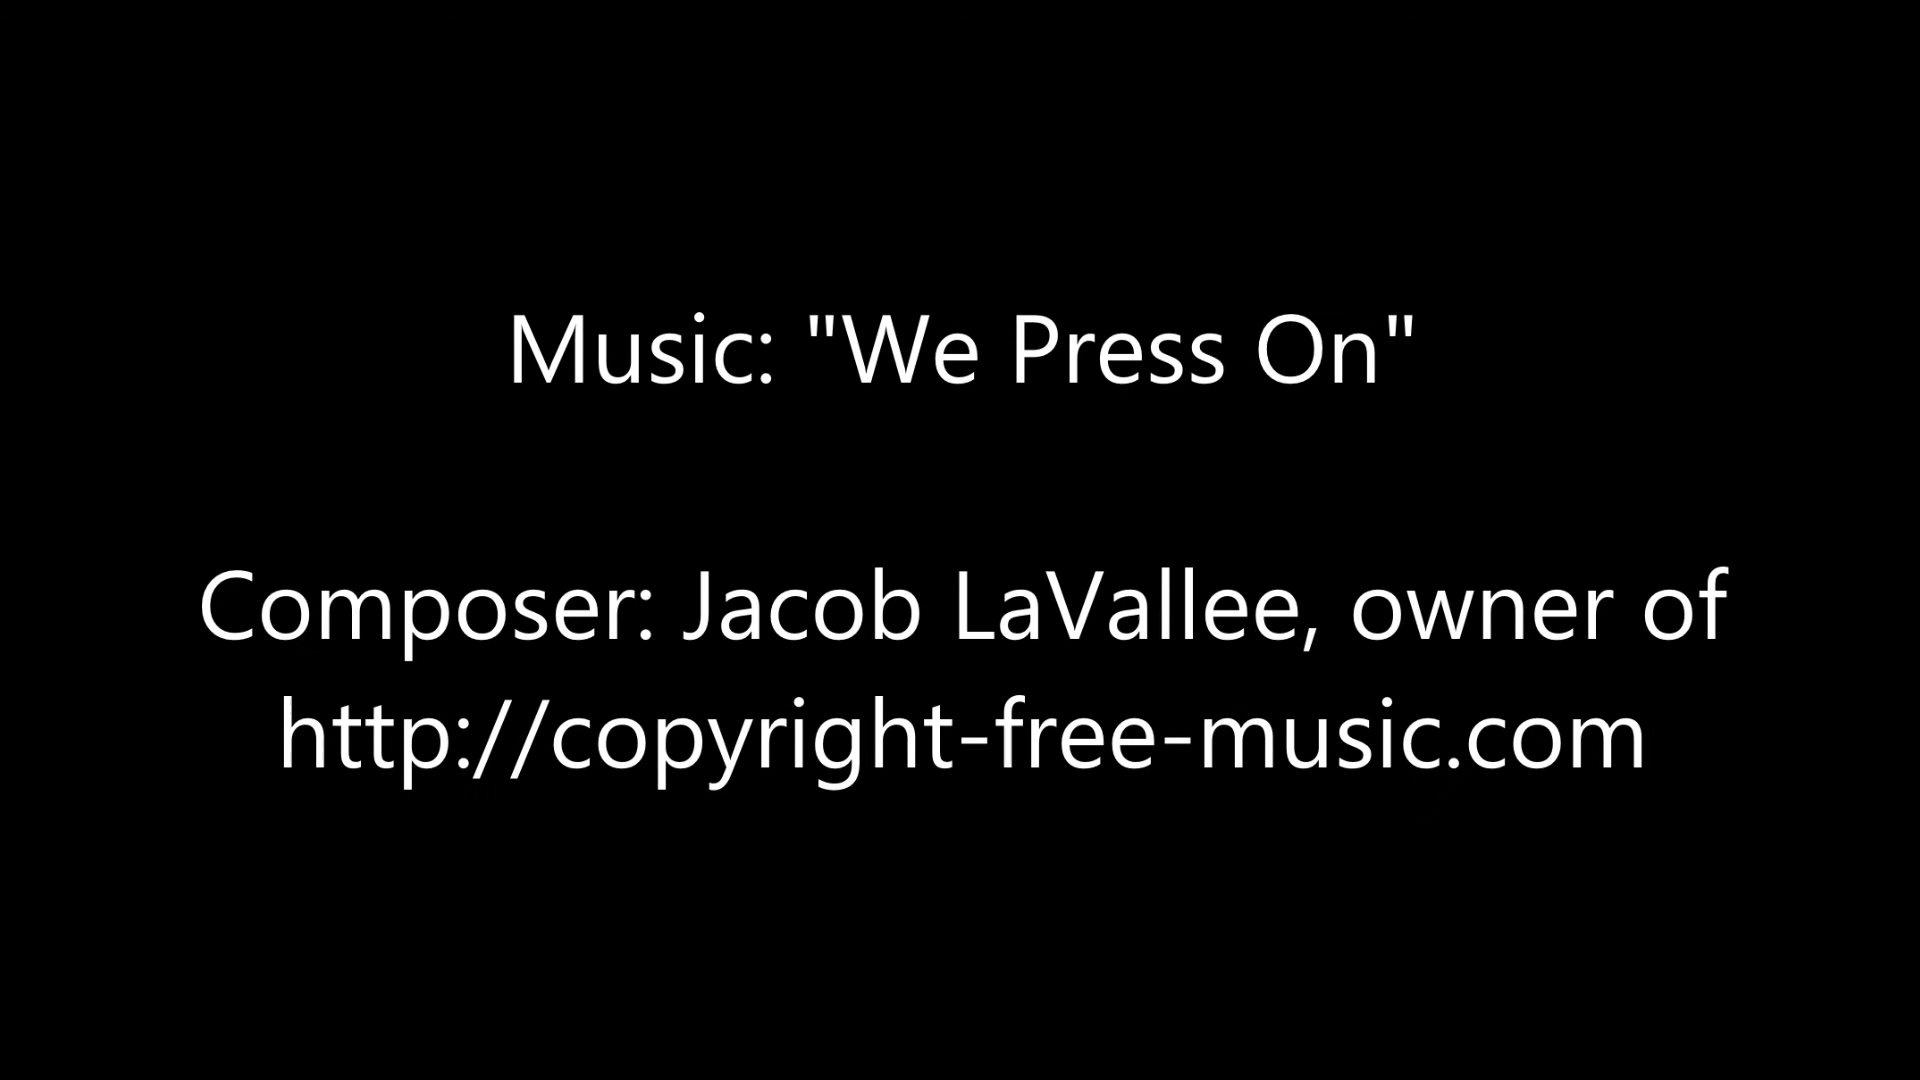 Music: "We Press On"
Composer: Jacob LaVallee, owner of
http://copyright-free-music.com